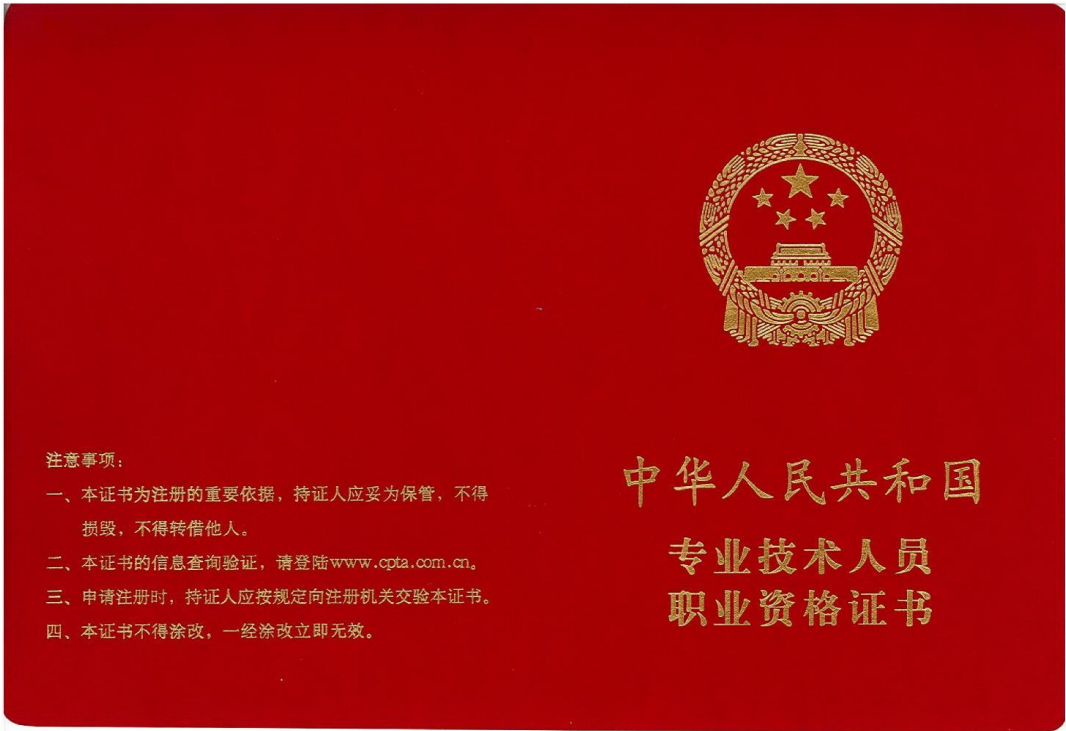 注意事项：
一、本证书为注册的重要依据，持证人应妥为保管，不得
损毁，不得转借他人。
二、本证书的信息查询验证，请登陆www.cpta.com.cn。
三、申请注册时，持证人应按规定向注册机关交验本证书。
四、本证书不得涂改，一经涂改立即无效。
中华人民共和国
专业技术人员
职业资格证书